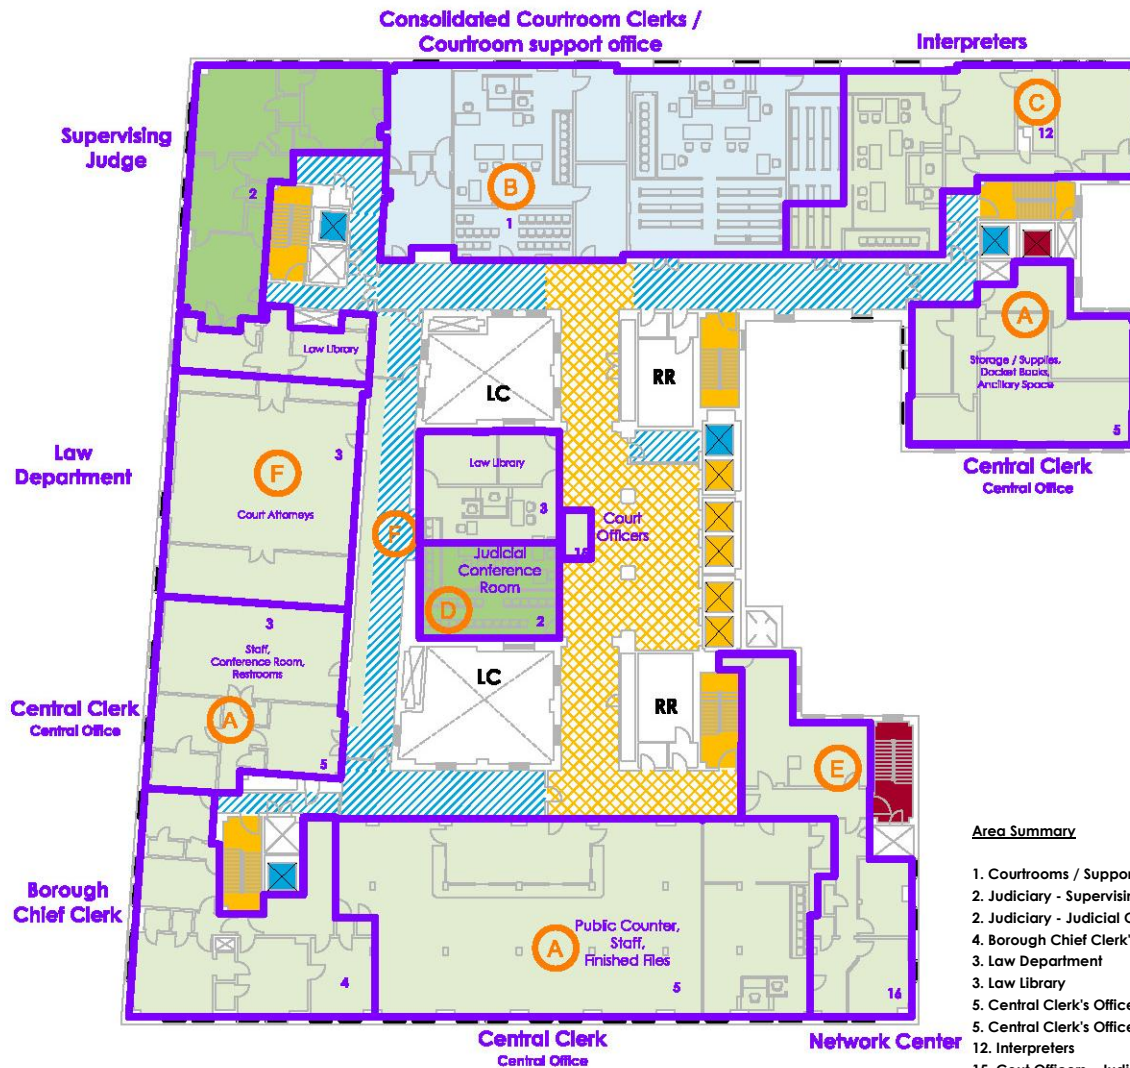 Consolidated Courtroom Clerks /
Courtroom support office
Interpreters
C
12
Supervising
Judge
2
B
1
Law Library
A
Storage / Supplies,
Docket Books,
Ancillary Space
5
Central Clerk
Central Office
LC
RR
Law
Department
3
F
Court Attorneys
Law Library
3
Court
Officers
15
F
Judicial
Conference
Room
D
2
3
Staff,
Conference Room,
Restrooms
A
5
Central Clerk
Central Office
LC
RR
E
Borough
Chief Clerk
4
Public Counter,
Staff,
Finished Files
A
5
16
Central Clerk
Central Office
Network Center
Area Summary
1. Courtrooms / Suppor
2. Judiciary - Supervisin
2. Judiciary - Judicial C
4. Borough Chief Clerk'
3. Law Department
3. Law Library
5. Central Clerk's Office
5. Central Clerk's Office
12. Interpreters
15. Cout Officers - Judi